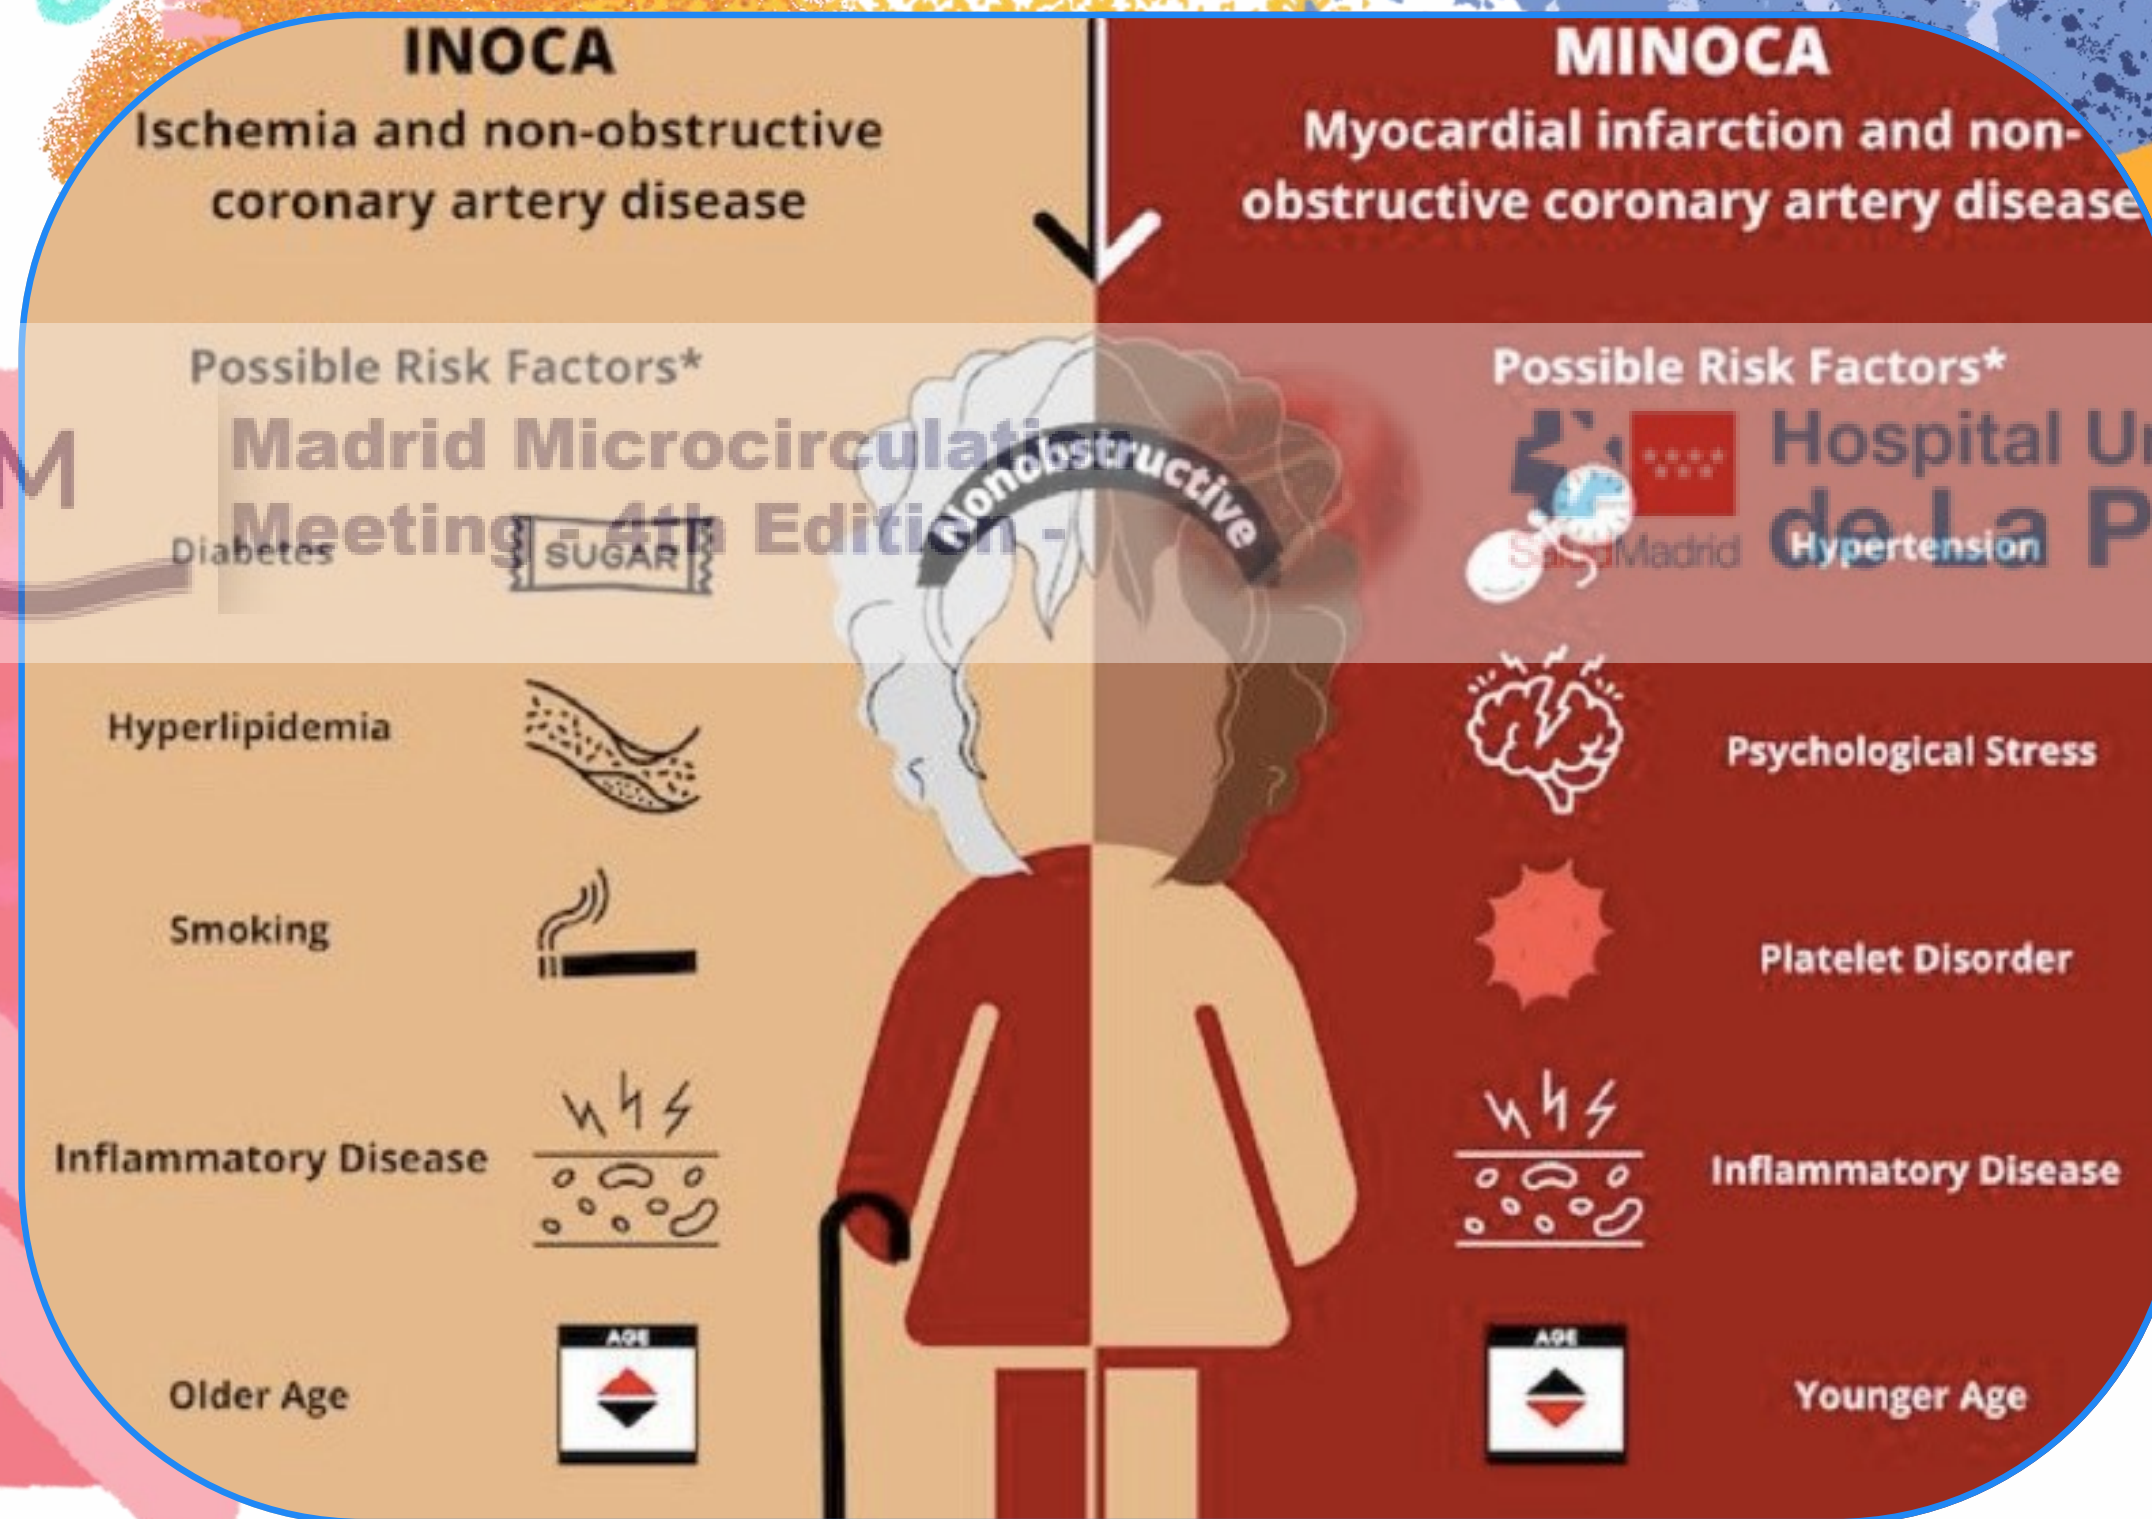 INOCA
Ischemia and non-obstructive
coronary artery disease
Possible Risk Factors*
Diabetes
SUGAR
Hyperlipidemia
Smoking
Inflammatory Disease
AGE
Older Age
Nonobstructive
MINOCA
Myocardial infarction and non-
obstructive coronary artery disease
Possible Risk Factors*
Hypertension
Psychological Stress
Platelet Disorder
Inflammatory Disease
AGE
Younger Age
M
Madrid Microcirculati
Meeting - 4th Edition -
SaludMadrid
Hospital Un
de La P